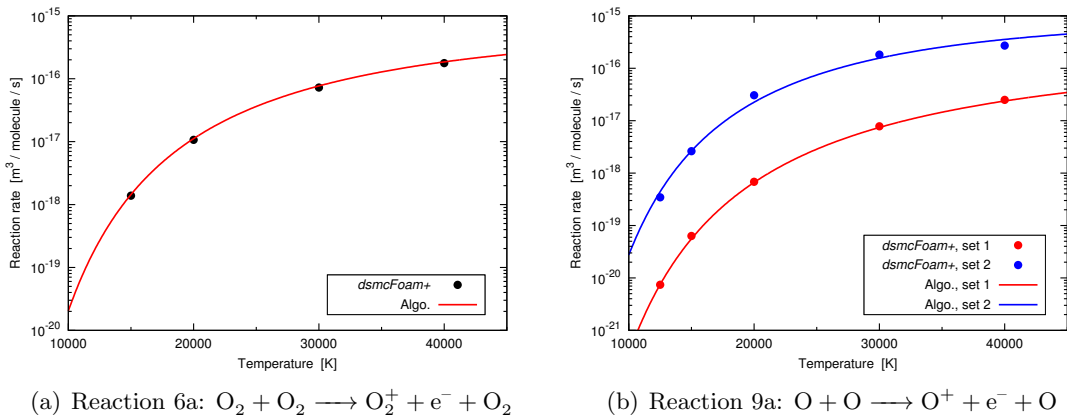 10⁻¹⁵
10⁻¹⁶
10⁻¹⁷
10⁻¹⁸
10⁻¹⁹
10⁻²⁰
Reaction rate [m³ / molecule / s]
dsmcFoam+
Algo.
10000 20000 30000 40000
Temperature [K]
(a) Reaction 6a: O₂ + O₂ ⟶ O₂⁺ + e⁻ + O₂
10⁻¹⁵
10⁻¹⁶
10⁻¹⁷
10⁻¹⁸
10⁻¹⁹
10⁻²⁰
10⁻²¹
Reaction rate [m³ / molecule / s]
dsmcFoam+, set 1
dsmcFoam+, set 2
Algo., set 1
Algo., set 2
10000 20000 30000 40000
Temperature [K]
(b) Reaction 9a: O + O ⟶ O⁺ + e⁻ + O